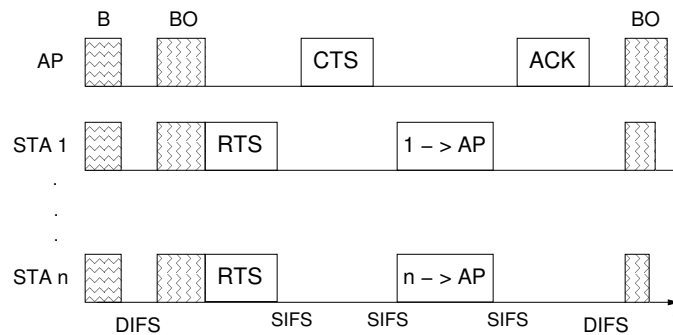 B BO BO
AP CTS ACK
STA 1 RTS 1 – > AP
.
.
.
STA n RTS n – > AP
DIFS SIFS SIFS SIFS DIFS